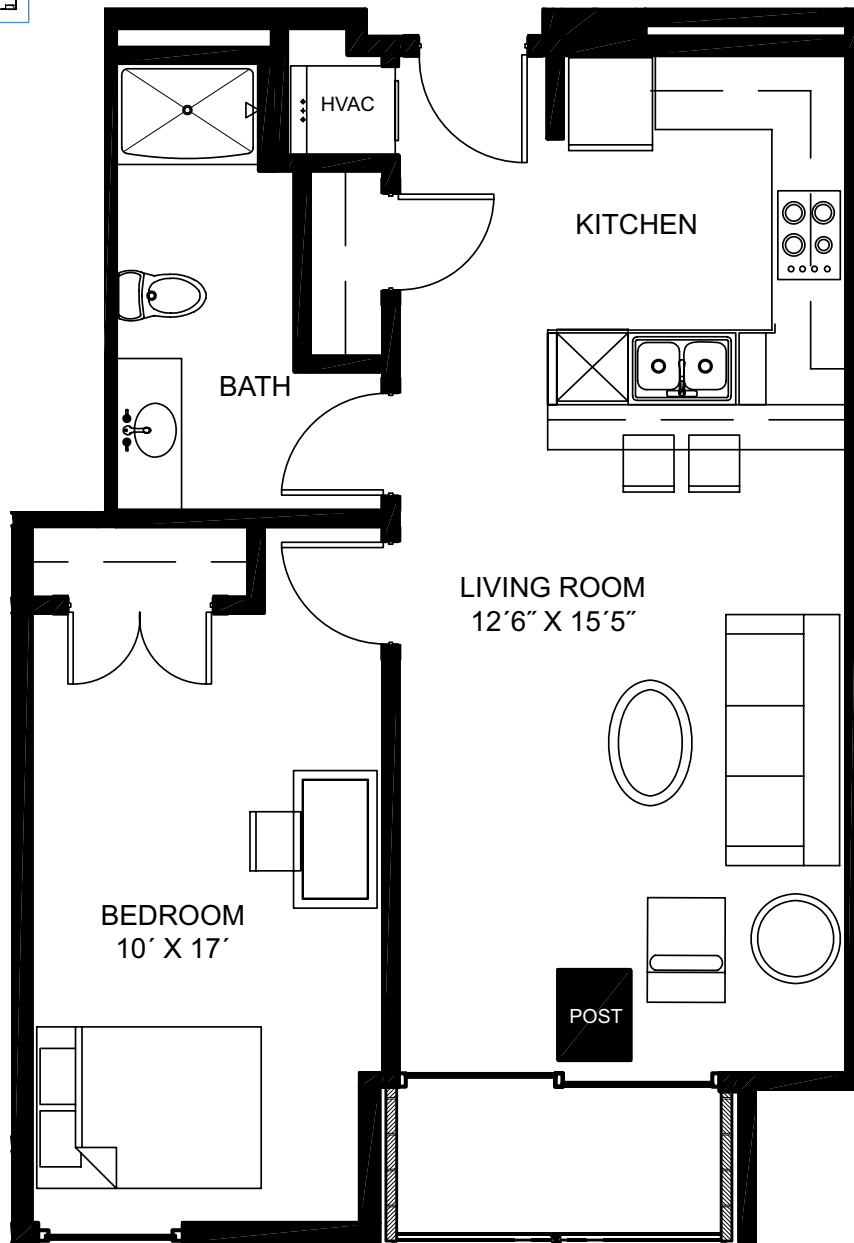 HVAC
KITCHEN
BATH
LIVING ROOM
12´6˝ X 15´5˝
BEDROOM
10´ X 17´
POST